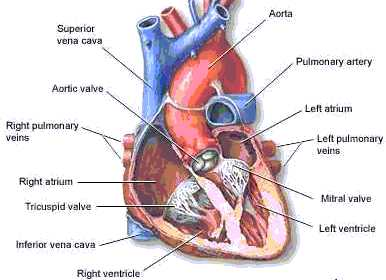 Aorta
Superior
vena cava
Pulmonary artery
Aortic valve
Left atrium
Right pulmonary
veins
Left pulmonary
veins
Right atrium
Mitral valve
Tricuspid valve
Left ventricle
Inferior vena cava
Right ventricle